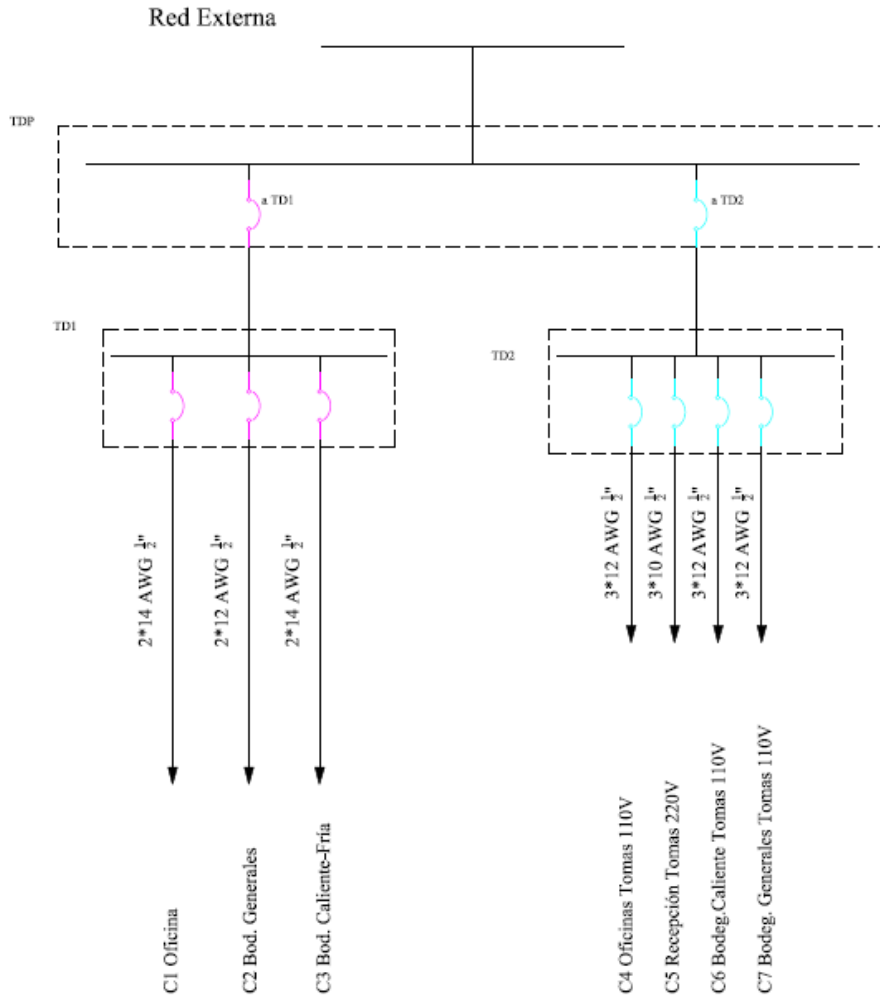 Red Externa
TDP
a TD1
a TD2
TD1
TD2
2*14 AWG ½"
2*12 AWG ½"
2*14 AWG ½"
3*12 AWG ½"
3*10 AWG ½"
3*12 AWG ½"
3*12 AWG ½"
C1 Oficina
C2 Bod. Generales
C3 Bod. Caliente-Fría
C4 Oficinas Tomas 110V
C5 Recepción Tomas 220V
C6 Bodeg.Caliente Tomas 110V
C7 Bodeg. Generales Tomas 110V